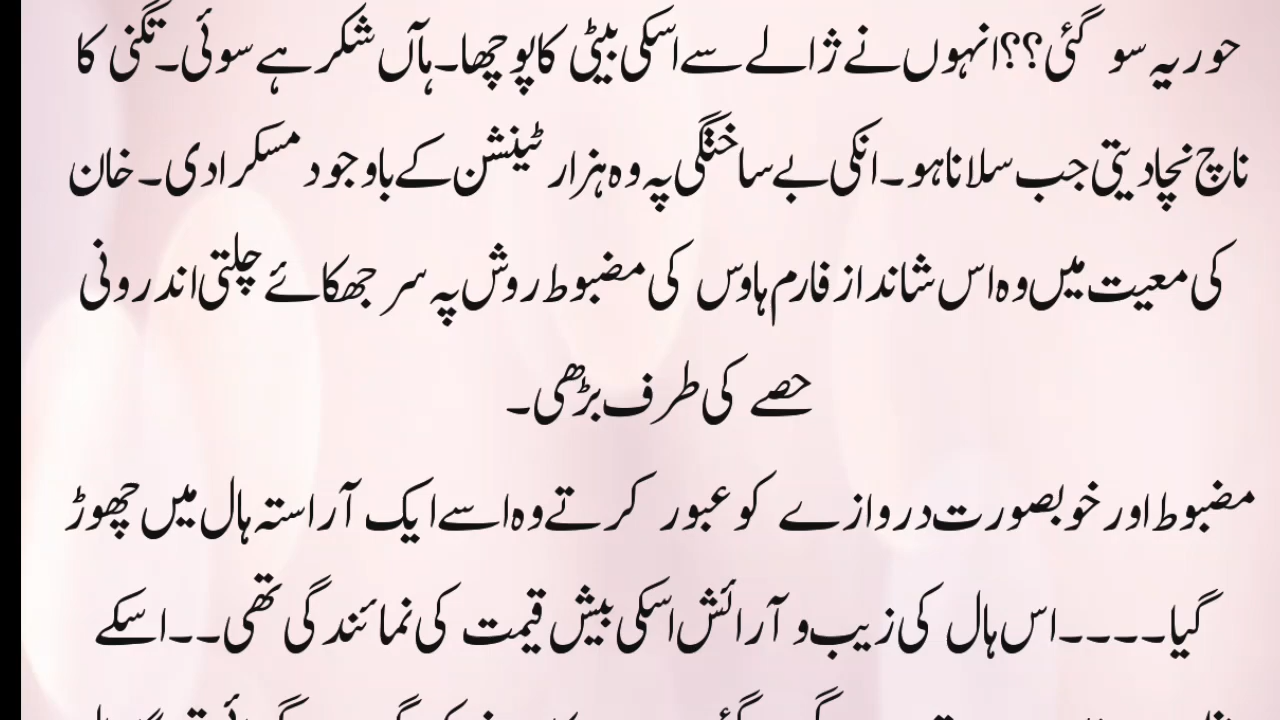 حوریہ سو گئی؟؟انہوں نے ژالے سے اسکی بیٹی کا پوچھا۔ہاں شکر ہے سوئی۔تگنی کا
ناچ نچا دیتی جب سلانا ہو۔انکی بے ساختگی پہ وہ ہزار ٹینشن کے باوجود مسکرا دی۔خان
کی معیت میں وہ اس شاندار فارم ہاوس کی مضبوط روش پہ سر جھکائے چلتی اندرونی
حصے کی طرف بڑھی۔
مضبوط اور خوبصورت دروازے کو عبور کرتے وہ اسے ایک آراستہ ہال میں چھوڑ
گیا۔۔۔۔اس ہال کی زیب و آرائش اسکی بیش قیمت کی نمائندگی تھی۔۔اسکے